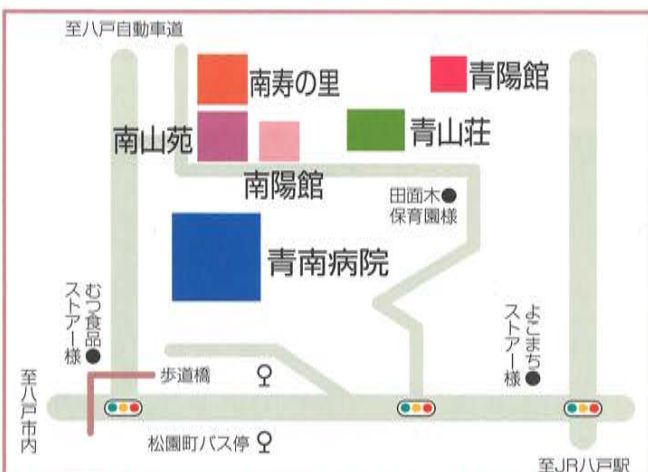 至八戸自動車道
南寿の里
青陽館
南山苑
青山荘
南陽館
田面木
保育園様
青南病院
むつ食品
ストアー様
よこまち
ストアー様
歩道橋
至八戸市内
松園町バス停
至JR八戸駅